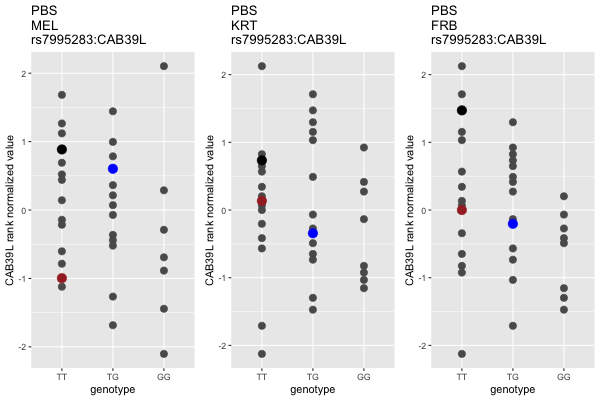 PBS
MEL
rs7995283:CAB39L
CAB39L rank normalized value
2
1
0
-1
-2
TT
TG
GG
genotype
PBS
KRT
rs7995283:CAB39L
CAB39L rank normalized value
2
1
0
-1
-2
TT
TG
GG
genotype
PBS
FRB
rs7995283:CAB39L
CAB39L rank normalized value
2
1
0
-1
-2
TT
TG
GG
genotype